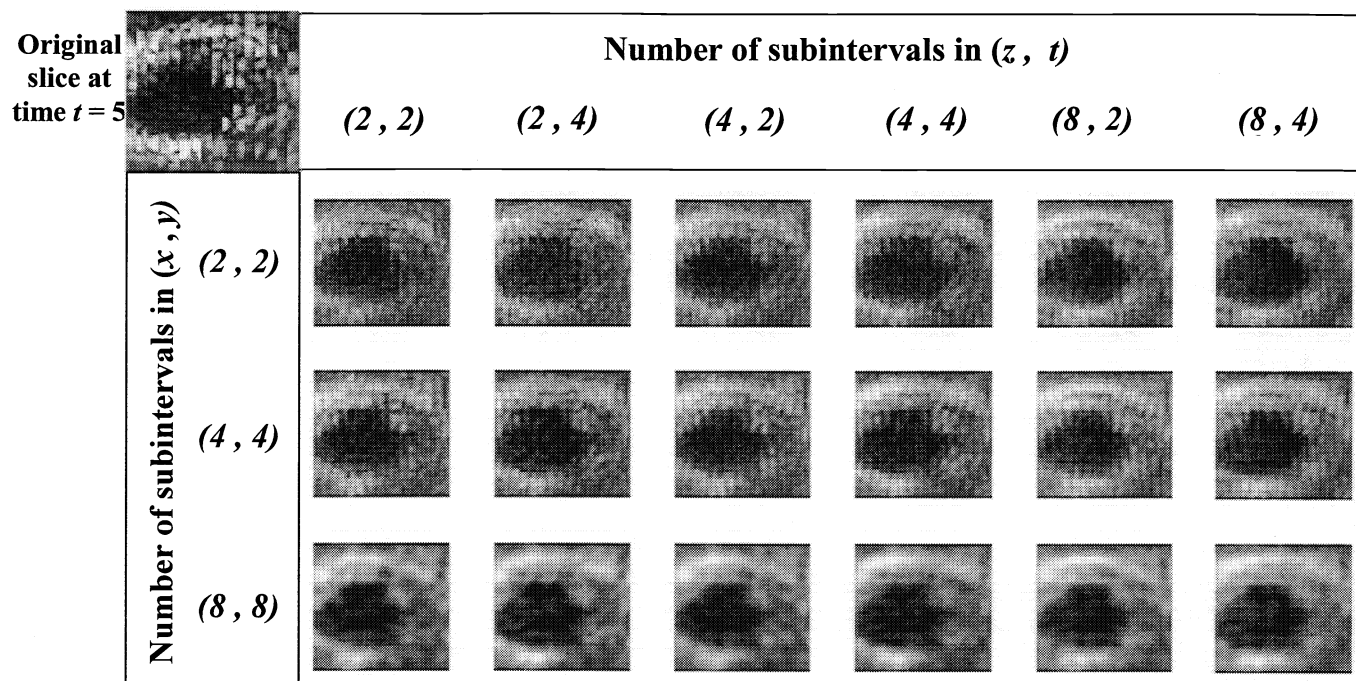 Original
slice at
time t = 5
Number of subintervals in (z , t)
(2 , 2) (2 , 4) (4 , 2) (4 , 4) (8 , 2) (8 , 4)
Number of subintervals in (x , y)
(2 , 2)
(4 , 4)
(8 , 8)